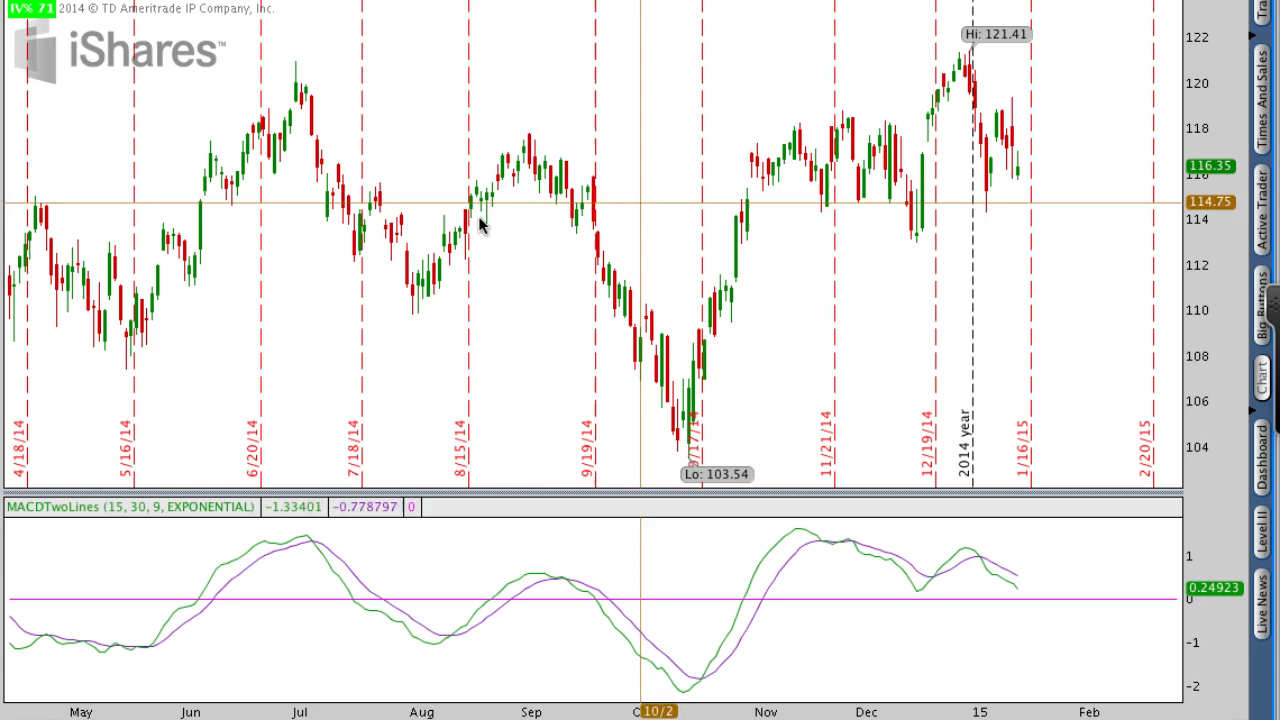 IV% 71
2014 © TD Ameritrade IP Company, Inc.
iShares™
Hi: 121.41
122
120
118
116.35
116
114.75
114
112
110
108
106
104
4/18/14
5/16/14
6/20/14
7/18/14
8/15/14
9/19/14
11/21/14
12/19/14
2014 year
1/16/15
2/20/15
Lo: 103.54
MACDTwoLines (15, 30, 9, EXPONENTIAL)
-1.33401
-0.778797
0
1
0.24923
0
-1
-2
May
Jun
Jul
Aug
Sep
10/2
Nov
Dec
15
Feb
Times And Sales
Active Trader
Big Buttons
Chart
Dashboard
Level II
Live News